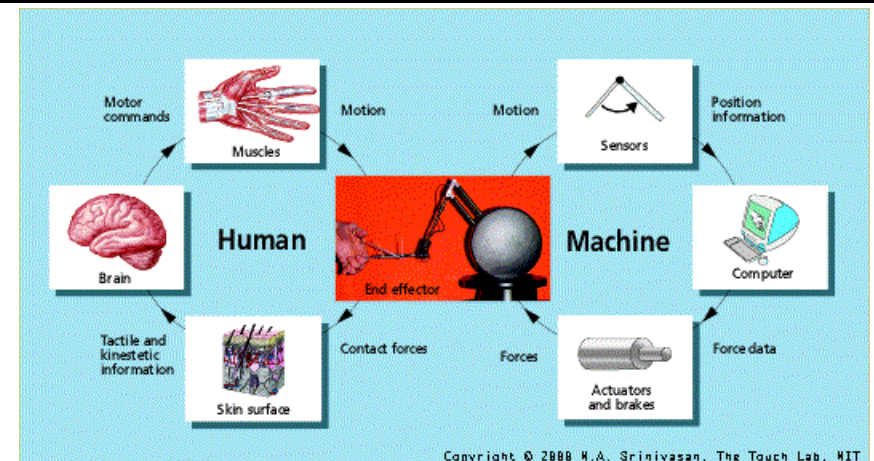 Motor
commands
Muscles
Motion
Motion
Sensors
Position
information
Brain
Human
End effector
Machine
Computer
Tactile and
kinestetic
information
Skin surface
Contact forces
Forces
Actuators
and brakes
Force data
Copyright © 2000 M.A. Srinivasan, The Touch Lab, MIT